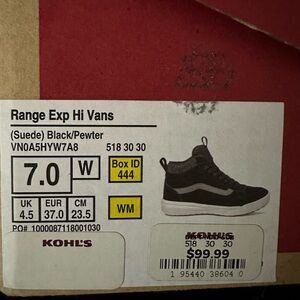 Range Exp Hi Vans
(Suede) Black/Pewter
VN0A5HYW7A8 518 30 30
7.0 W Box ID 444
UK 4.5 EUR 37.0 CM 23.5 WM
PO# 1000087118001030
KOHL'S
KOHL'S
518 30 30
$99.99
1 95440 38604 0